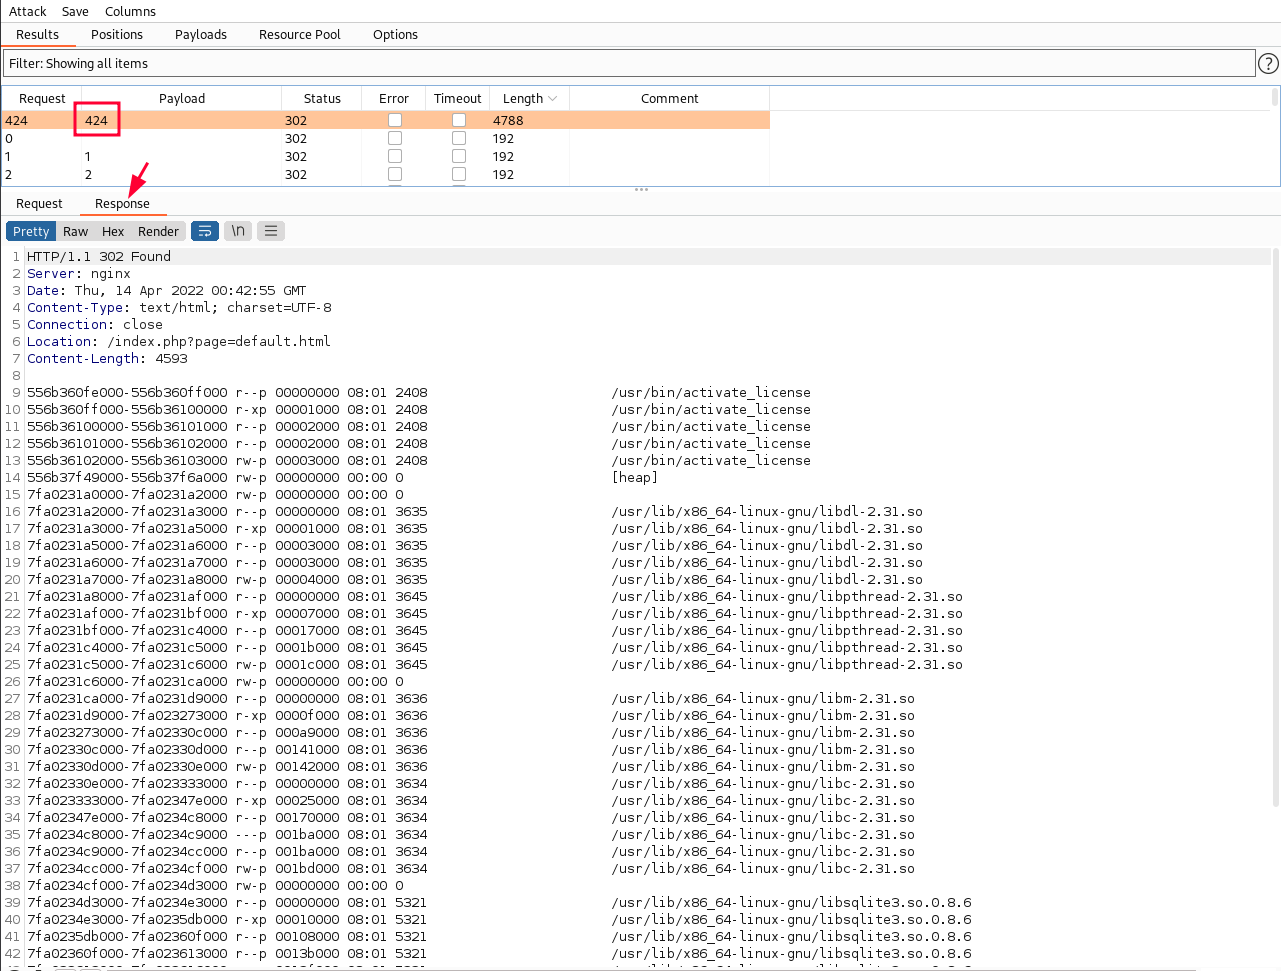 Attack Save Columns
Results Positions Payloads Resource Pool Options
Filter: Showing all items ?
Request Payload Status Error Timeout Length Comment
424 424 302 4788
0 302 192
1 1 302 192
2 2 302 192
Request Response
Pretty Raw Hex Render \n
1 HTTP/1.1 302 Found
2 Server: nginx
3 Date: Thu, 14 Apr 2022 00:42:55 GMT
4 Content-Type: text/html; charset=UTF-8
5 Connection: close
6 Location: /index.php?page=default.html
7 Content-Length: 4593
8
9 556b360fe000-556b360ff000 r--p 00000000 08:01 2408 /usr/bin/activate_license
10 556b360ff000-556b36100000 r-xp 00001000 08:01 2408 /usr/bin/activate_license
11 556b36100000-556b36101000 r--p 00002000 08:01 2408 /usr/bin/activate_license
12 556b36101000-556b36102000 r--p 00002000 08:01 2408 /usr/bin/activate_license
13 556b36102000-556b36103000 rw-p 00003000 08:01 2408 /usr/bin/activate_license
14 556b37f49000-556b37f6a000 rw-p 00000000 00:00 0 [heap]
15 7fa0231a0000-7fa0231a2000 rw-p 00000000 00:00 0
16 7fa0231a2000-7fa0231a3000 r--p 00000000 08:01 3635 /usr/lib/x86_64-linux-gnu/libdl-2.31.so
17 7fa0231a3000-7fa0231a5000 r-xp 00001000 08:01 3635 /usr/lib/x86_64-linux-gnu/libdl-2.31.so
18 7fa0231a5000-7fa0231a6000 r--p 00003000 08:01 3635 /usr/lib/x86_64-linux-gnu/libdl-2.31.so
19 7fa0231a6000-7fa0231a7000 r--p 00003000 08:01 3635 /usr/lib/x86_64-linux-gnu/libdl-2.31.so
20 7fa0231a7000-7fa0231a8000 rw-p 00004000 08:01 3635 /usr/lib/x86_64-linux-gnu/libdl-2.31.so
21 7fa0231a8000-7fa0231af000 r--p 00000000 08:01 3645 /usr/lib/x86_64-linux-gnu/libpthread-2.31.so
22 7fa0231af000-7fa0231bf000 r-xp 00007000 08:01 3645 /usr/lib/x86_64-linux-gnu/libpthread-2.31.so
23 7fa0231bf000-7fa0231c4000 r--p 00017000 08:01 3645 /usr/lib/x86_64-linux-gnu/libpthread-2.31.so
24 7fa0231c4000-7fa0231c5000 r--p 0001b000 08:01 3645 /usr/lib/x86_64-linux-gnu/libpthread-2.31.so
25 7fa0231c5000-7fa0231c6000 rw-p 0001c000 08:01 3645 /usr/lib/x86_64-linux-gnu/libpthread-2.31.so
26 7fa0231c6000-7fa0231ca000 rw-p 00000000 00:00 0
27 7fa0231ca000-7fa0231d9000 r--p 00000000 08:01 3636 /usr/lib/x86_64-linux-gnu/libm-2.31.so
28 7fa0231d9000-7fa023273000 r-xp 0000f000 08:01 3636 /usr/lib/x86_64-linux-gnu/libm-2.31.so
29 7fa023273000-7fa02330c000 r--p 000a9000 08:01 3636 /usr/lib/x86_64-linux-gnu/libm-2.31.so
30 7fa02330c000-7fa02330d000 r--p 00141000 08:01 3636 /usr/lib/x86_64-linux-gnu/libm-2.31.so
31 7fa02330d000-7fa02330e000 rw-p 00142000 08:01 3636 /usr/lib/x86_64-linux-gnu/libm-2.31.so
32 7fa02330e000-7fa023333000 r--p 00000000 08:01 3634 /usr/lib/x86_64-linux-gnu/libc-2.31.so
33 7fa023333000-7fa02347e000 r-xp 00025000 08:01 3634 /usr/lib/x86_64-linux-gnu/libc-2.31.so
34 7fa02347e000-7fa0234c8000 r--p 00170000 08:01 3634 /usr/lib/x86_64-linux-gnu/libc-2.31.so
35 7fa0234c8000-7fa0234c9000 ---p 001ba000 08:01 3634 /usr/lib/x86_64-linux-gnu/libc-2.31.so
36 7fa0234c9000-7fa0234cc000 r--p 001ba000 08:01 3634 /usr/lib/x86_64-linux-gnu/libc-2.31.so
37 7fa0234cc000-7fa0234cf000 rw-p 001bd000 08:01 3634 /usr/lib/x86_64-linux-gnu/libc-2.31.so
38 7fa0234cf000-7fa0234d3000 rw-p 00000000 00:00 0
39 7fa0234d3000-7fa0234e3000 r--p 00000000 08:01 5321 /usr/lib/x86_64-linux-gnu/libsqlite3.so.0.8.6
40 7fa0234e3000-7fa0235db000 r-xp 00010000 08:01 5321 /usr/lib/x86_64-linux-gnu/libsqlite3.so.0.8.6
41 7fa0235db000-7fa02360f000 r--p 00108000 08:01 5321 /usr/lib/x86_64-linux-gnu/libsqlite3.so.0.8.6
42 7fa02360f000-7fa023613000 r--p 0013b000 08:01 5321 /usr/lib/x86_64-linux-gnu/libsqlite3.so.0.8.6